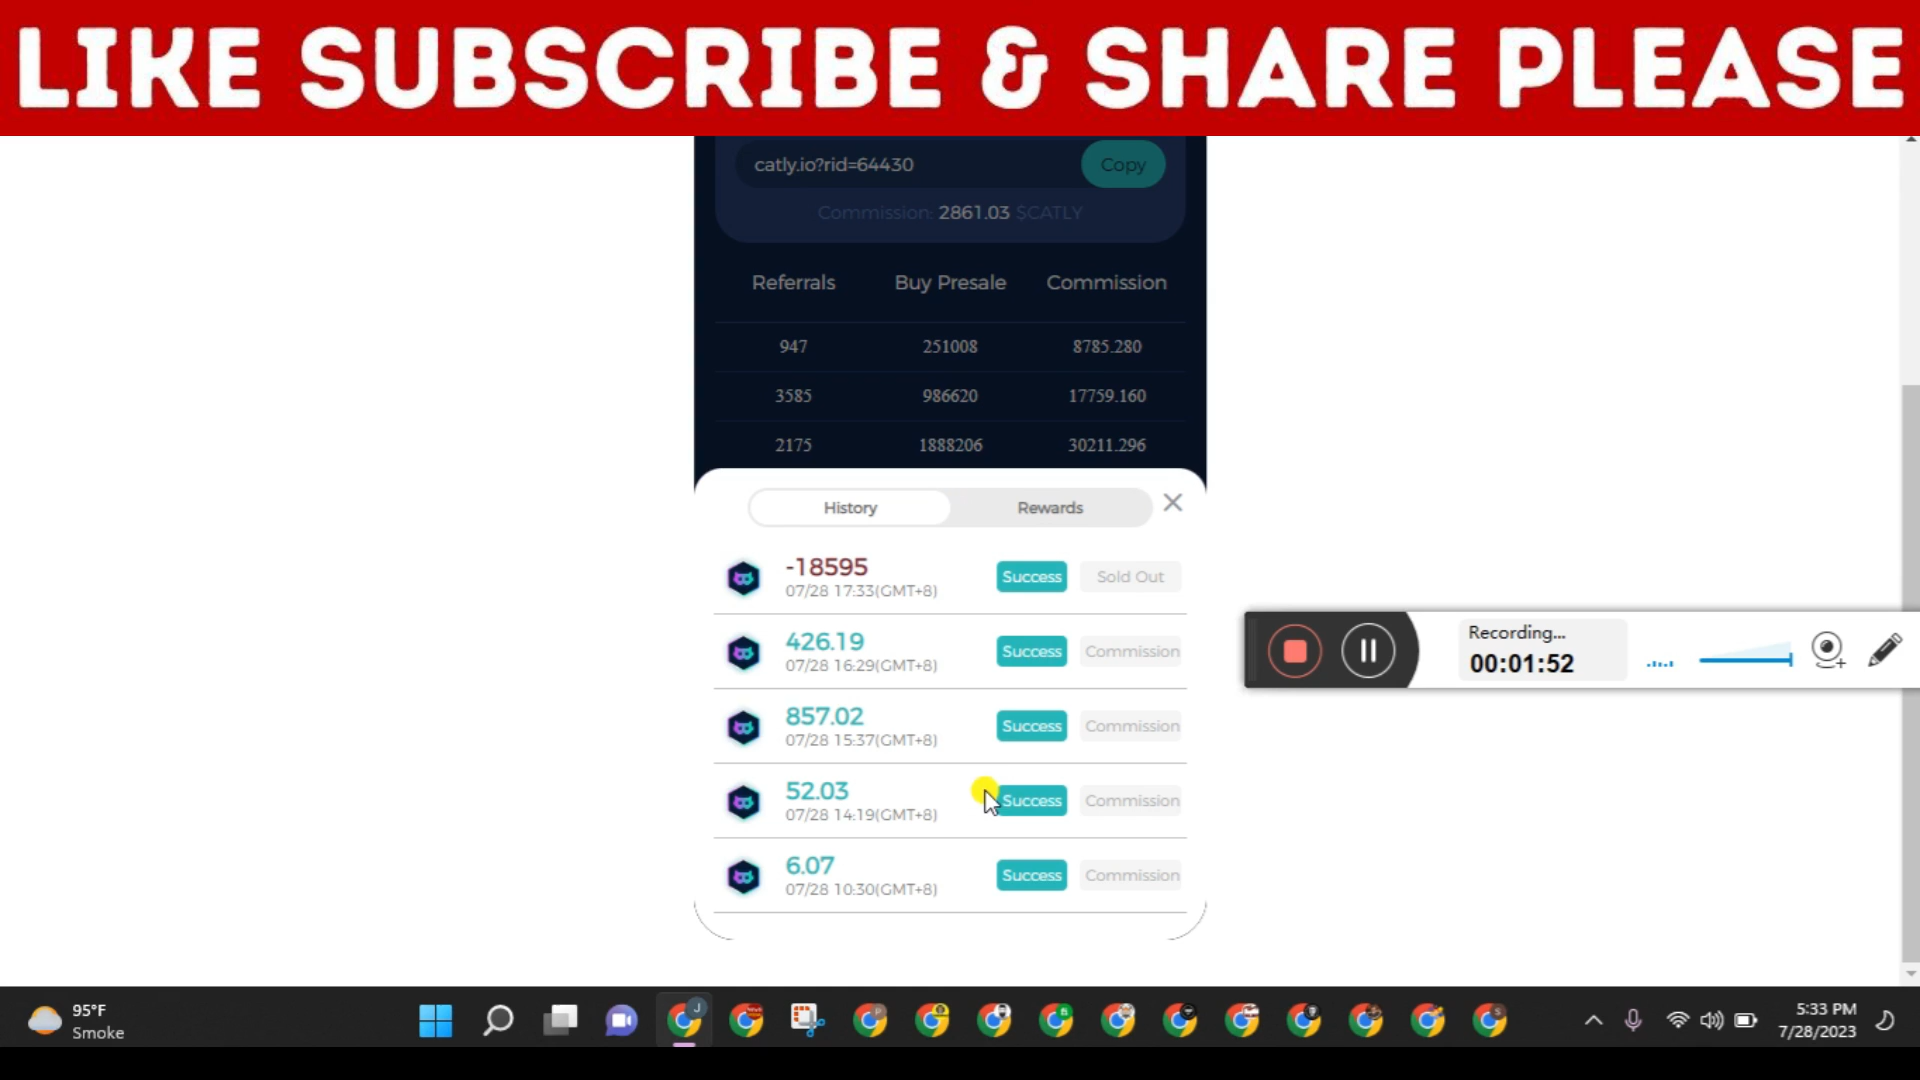 LIKE SUBSCRIBE & SHARE PLEASE
catly.io?rid=64430
Copy
Commission: 2861.03 $CATLY
Referrals Buy Presale Commission
947 251008 8785.280
3585 986620 17759.160
2175 1888206 30211.296
History Rewards
-18595
07/28 17:33(GMT+8)
Success Sold Out
426.19
07/28 16:29(GMT+8)
Success Commission
857.02
07/28 15:37(GMT+8)
Success Commission
52.03
07/28 14:19(GMT+8)
Success Commission
6.07
07/28 10:30(GMT+8)
Success Commission
Recording...
00:01:52
95°F
Smoke
5:33 PM
7/28/2023